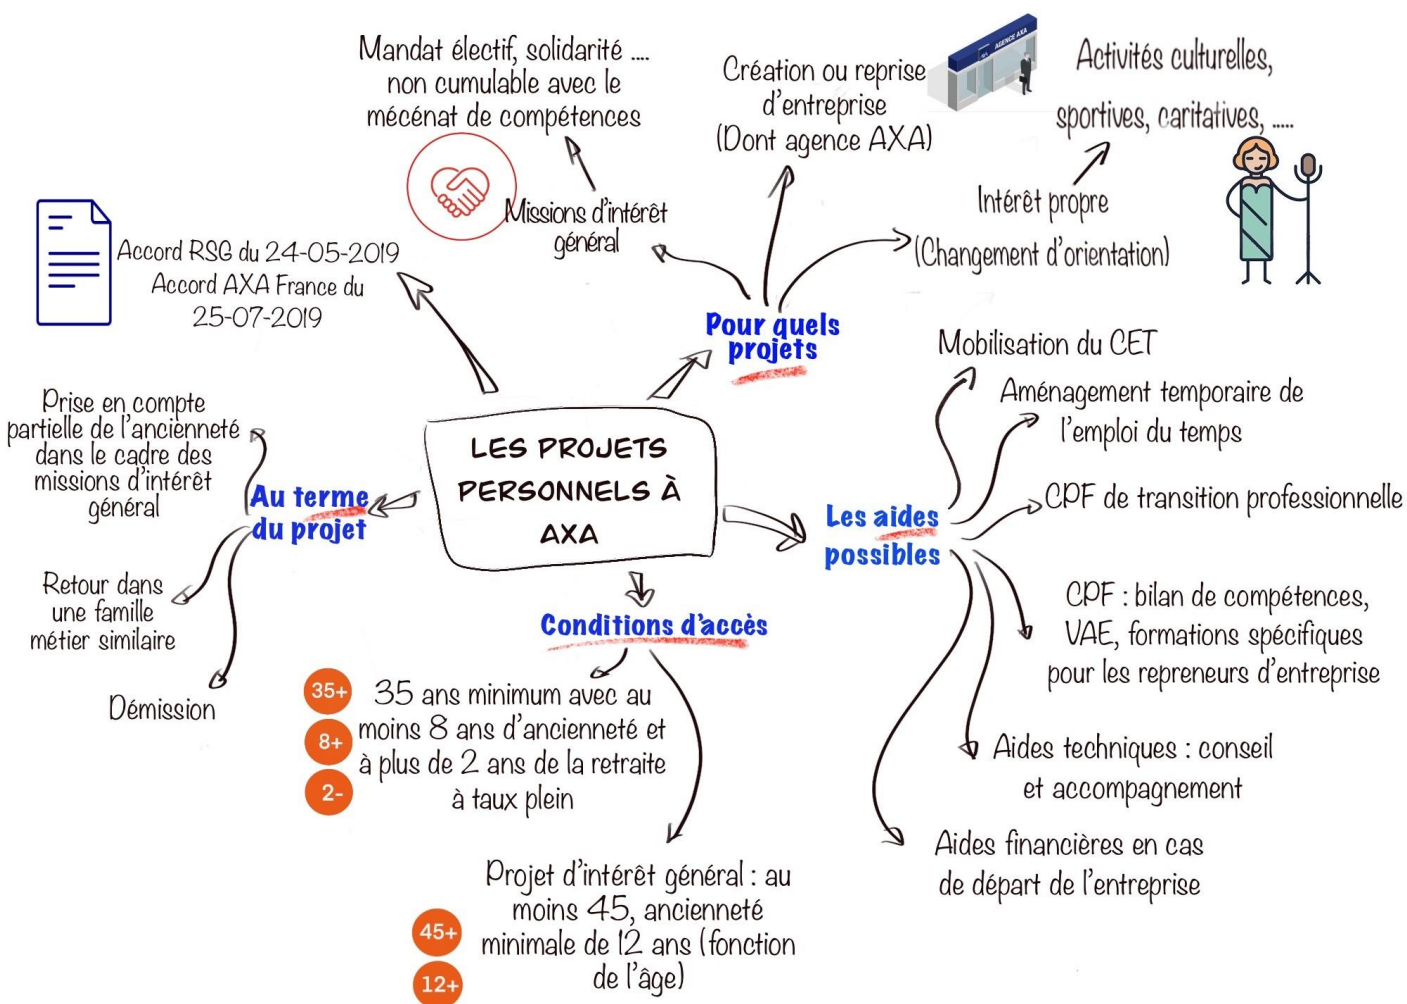 Mandat électif, solidarité ....
non cumulable avec le
mécénat de compétences
Missions d'intérêt
général
Création ou reprise
d'entreprise
(Dont agence AXA)
AGENCE AXA
Activités culturelles,
sportives, caritatives, .....
Intérêt propre
(Changement d'orientation)
Accord RSG du 24-05-2019
Accord AXA France du
25-07-2019
Pour quels
projets
LES PROJETS
PERSONNELS À
AXA
Prise en compte
partielle de l'ancienneté
dans le cadre des
missions d'intérêt
général
Au terme
du projet
Retour dans
une famille
métier similaire
Démission
Mobilisation du CET
Aménagement temporaire de
l'emploi du temps
CPF de transition professionnelle
Les aides
possibles
CPF : bilan de compétences,
VAE, formations spécifiques
pour les repreneurs d'entreprise
Aides techniques : conseil
et accompagnement
Aides financières en cas
de départ de l'entreprise
Conditions d'accès
35+
8+
2-
35 ans minimum avec au
moins 8 ans d'ancienneté et
à plus de 2 ans de la retraite
à taux plein
45+
12+
Projet d'intérêt général : au
moins 45, ancienneté
minimale de 12 ans (fonction
de l'âge)